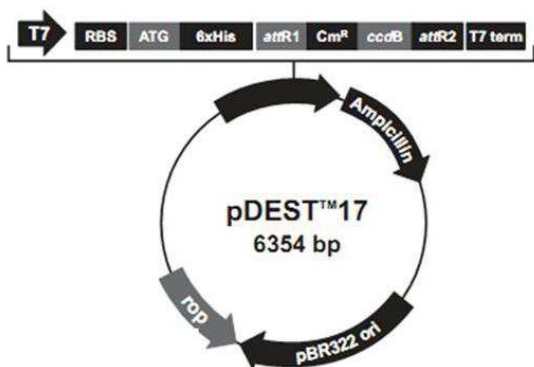 T7 RBS ATG 6xHis attR1 Cmᴿ ccdB attR2 T7 term
Ampicillin
pDEST™17
6354 bp
rop
pBR322 ori